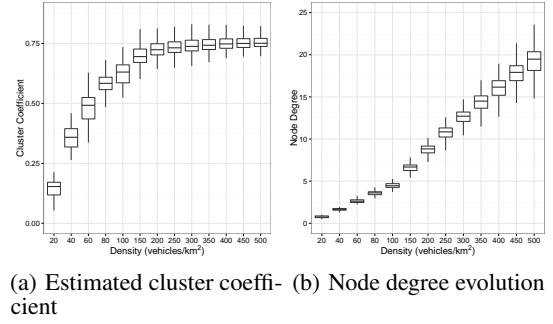 Cluster Coefficient
0.75
0.50
0.25
0.00
20 40 60 80 100 150 200 250 300 350 400 450 500
Density (vehicles/km²)
Node Degree
25
20
15
10
5
0
20 40 60 80 100 150 200 250 300 350 400 450 500
Density (vehicles/km²)
(a) Estimated cluster coeffi-
cient
(b) Node degree evolution